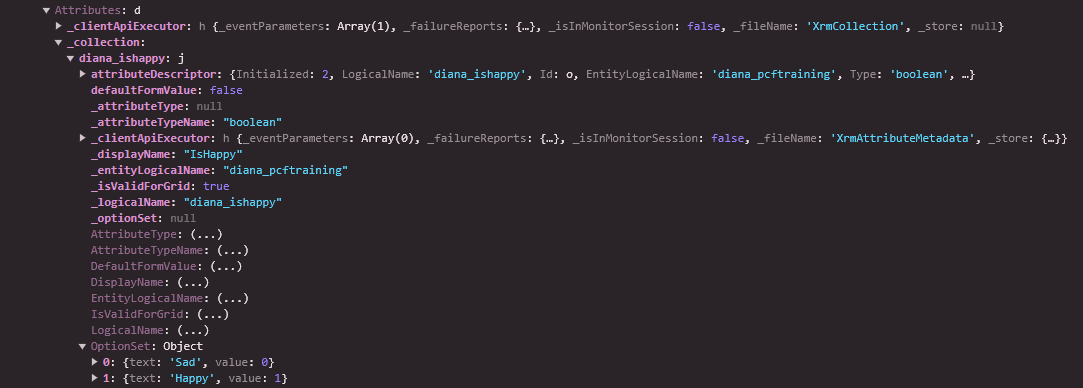 Attributes: d
_clientApiExecutor: h {_eventParameters: Array(1), _failureReports: {…}, _isInMonitorSession: false, _fileName: 'XrmCollection', _store: null}
_collection:
diana_ishappy: j
attributeDescriptor: {Initialized: 2, LogicalName: 'diana_ishappy', Id: o, EntityLogicalName: 'diana_pcftraining', Type: 'boolean', …}
defaultFormValue: false
_attributeType: null
_attributeTypeName: "boolean"
_clientApiExecutor: h {_eventParameters: Array(0), _failureReports: {…}, _isInMonitorSession: false, _fileName: 'XrmAttributeMetadata', _store: {…}}
_displayName: "IsHappy"
_entityLogicalName: "diana_pcftraining"
_isValidForGrid: true
_logicalName: "diana_ishappy"
_optionSet: null
AttributeType: (...)
AttributeTypeName: (...)
DefaultFormValue: (...)
DisplayName: (...)
EntityLogicalName: (...)
IsValidForGrid: (...)
LogicalName: (...)
OptionSet: Object
0: {text: 'Sad', value: 0}
1: {text: 'Happy', value: 1}